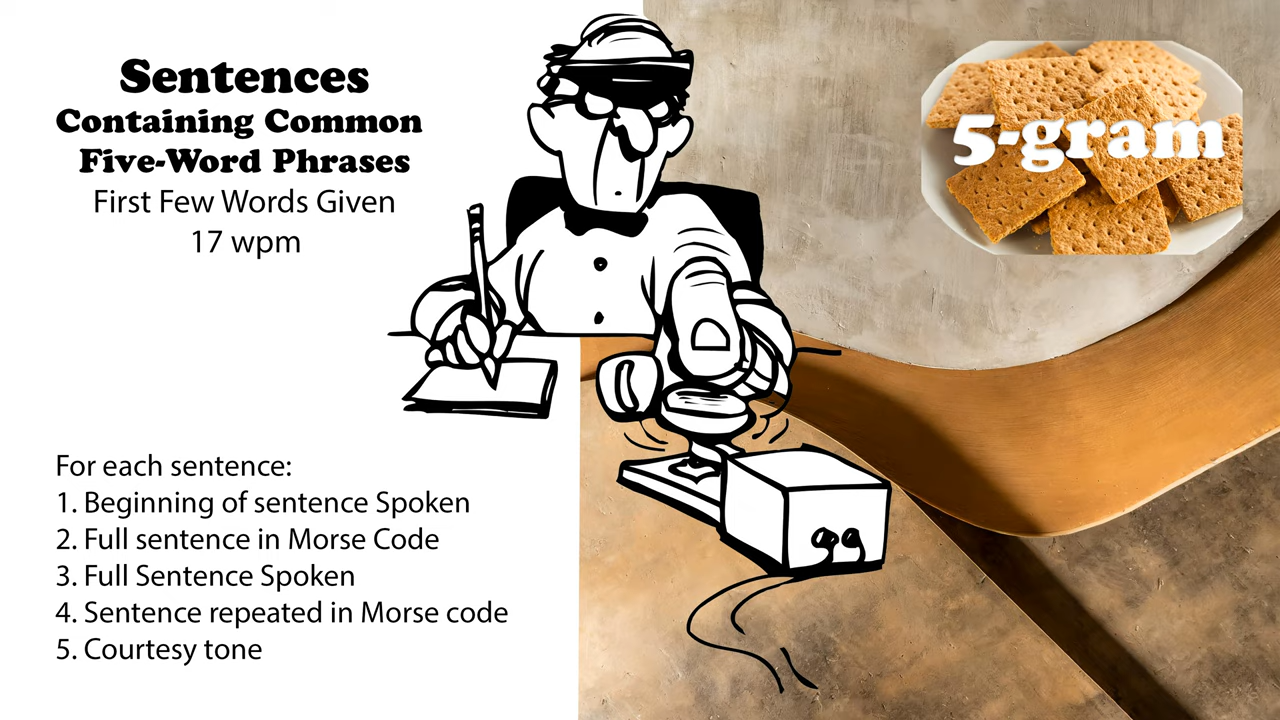 Sentences
Containing Common
Five-Word Phrases
First Few Words Given
17 wpm
5-gram
For each sentence:
1. Beginning of sentence Spoken
2. Full sentence in Morse Code
3. Full Sentence Spoken
4. Sentence repeated in Morse code
5. Courtesy tone